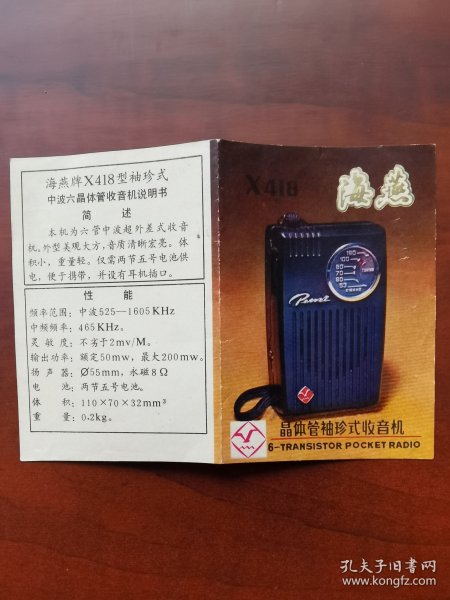 海燕牌X418型袖珍式
中波六晶体管收音机说明书
简 述
本机为六管中波超外差式收音
机。外型美观大方，音质清晰宏亮。体
积小，重量轻。仅需两节五号电池供
电，便于携带，并设有耳机插口。
性 能
频率范围：中波525—1605KHz
中频频率：465KHz。
灵 敏 度：不劣于2mv/M。
输出功率：额定50mw，最大200mw。
扬 声 器：Ø55mm，永磁8Ω
电 池：两节五号电池。
体 积：110×70×32mm³
重 量：0.2kg。
X418
海燕
晶体管袖珍式收音机
6-TRANSISTOR POCKET RADIO
孔夫子旧书网
www.kongfz.com